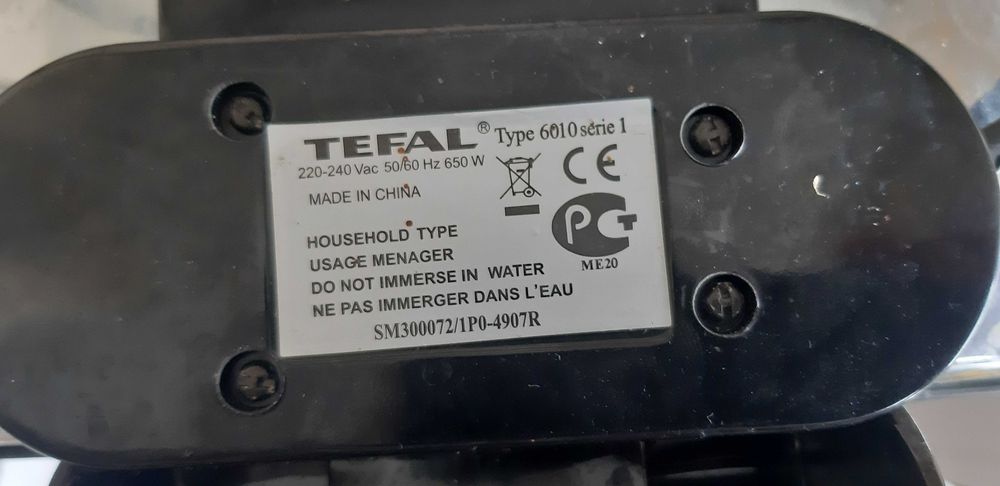 TEFAL® Type 6010 série 1
220-240 Vac 50/60 Hz 650 W
MADE IN CHINA
CE
PCT
ME20
HOUSEHOLD TYPE
USAGE MENAGER
DO NOT IMMERSE IN WATER
NE PAS IMMERGER DANS L'EAU
SM300072/1P0-4907R